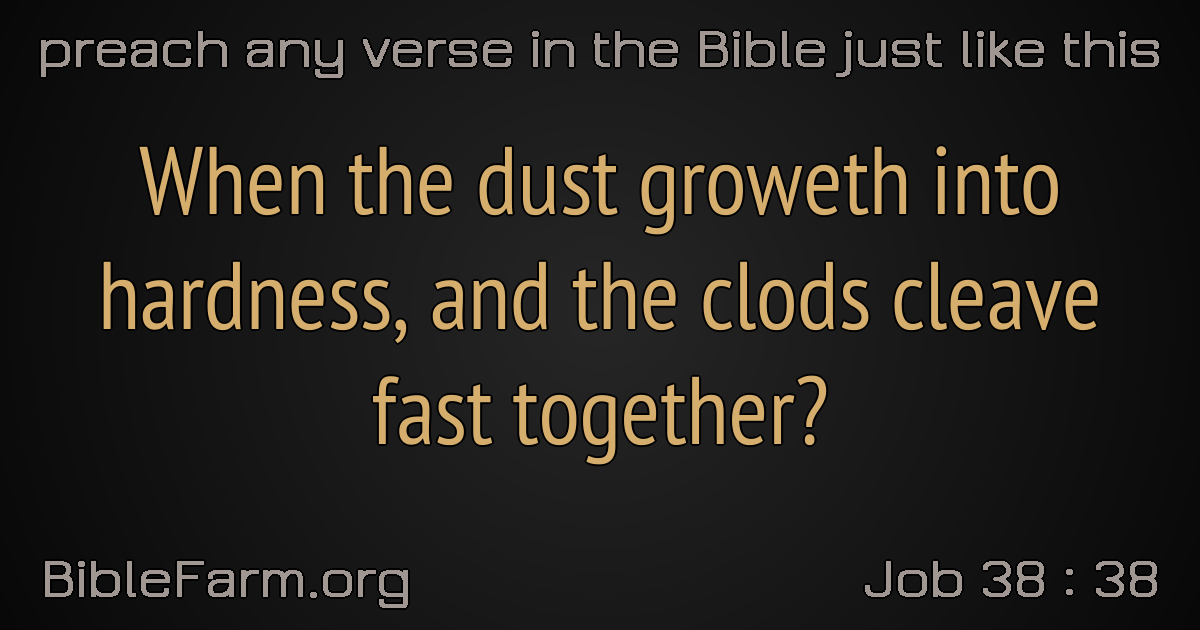 preach any verse in the Bible just like this
When the dust groweth into
hardness, and the clods cleave
fast together?
BibleFarm.org
Job 38 : 38